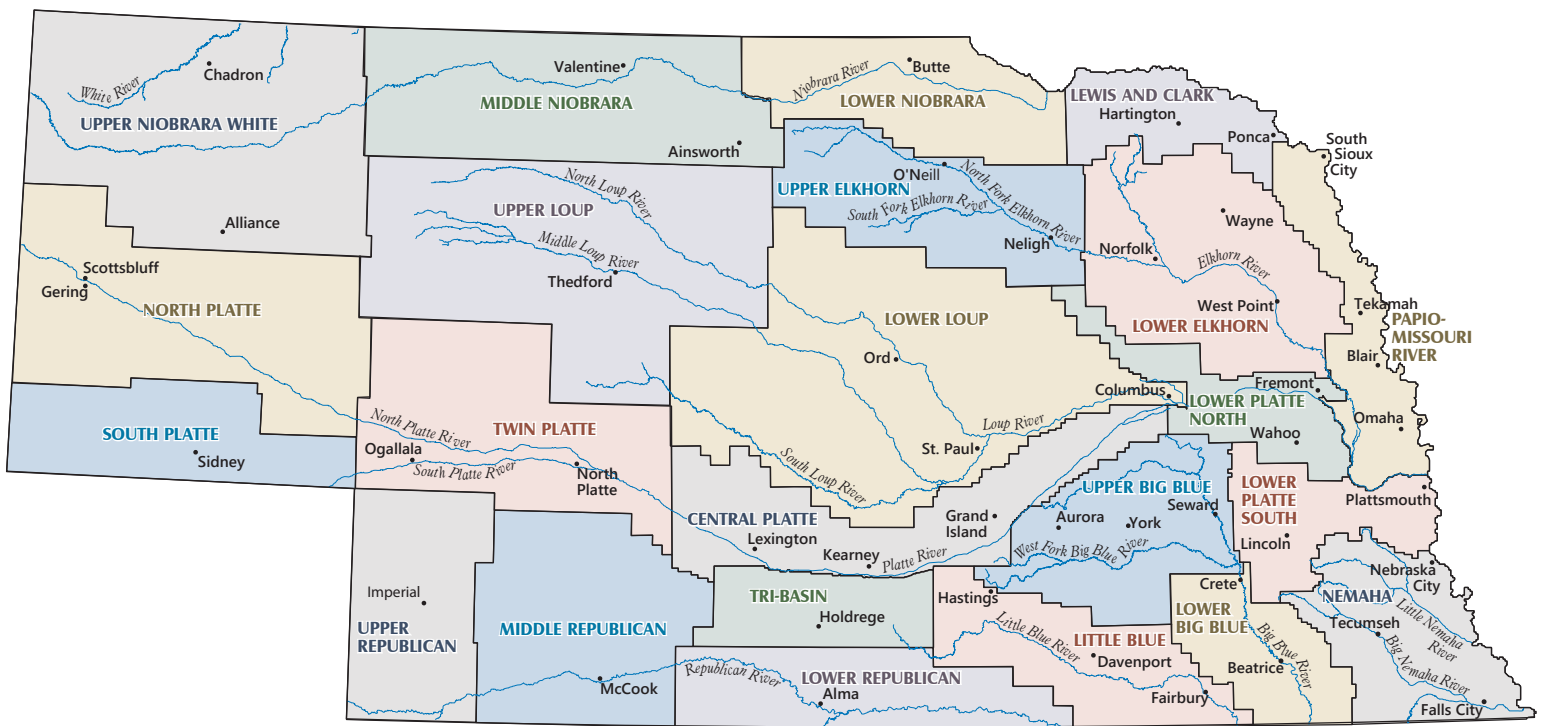 White River
Chadron
UPPER NIOBRARA WHITE
Alliance
Valentine
MIDDLE NIOBRARA
Ainsworth
Niobrara River
Butte
LOWER NIOBRARA
LEWIS AND CLARK
Hartington
Ponca
South
Sioux
City
North Loup River
UPPER LOUP
Middle Loup River
Thedford
O'Neill
UPPER ELKHORN
North Fork Elkhorn River
South Fork Elkhorn River
Neligh
Wayne
Norfolk
Elkhorn River
West Point
LOWER ELKHORN
Tekamah
PAPIO-
MISSOURI
RIVER
Blair
Omaha
Scottsbluff
Gering
NORTH PLATTE
SOUTH PLATTE
Sidney
North Platte River
TWIN PLATTE
Ogallala
South Platte River
North
Platte
LOWER LOUP
Ord
Columbus
Loup River
St. Paul
South Loup River
LOWER PLATTE
NORTH
Fremont
Wahoo
CENTRAL PLATTE
Lexington
Kearney
Platte River
Grand
Island
UPPER BIG BLUE
Aurora
York
Seward
West Fork Big Blue River
LOWER
PLATTE
SOUTH
Plattsmouth
Lincoln
Imperial
UPPER
REPUBLICAN
MIDDLE REPUBLICAN
McCook
TRI-BASIN
Holdrege
Republican River
LOWER REPUBLICAN
Alma
Hastings
Little Blue River
LITTLE BLUE
Davenport
Fairbury
Crete
LOWER
BIG BLUE
Big Blue River
Beatrice
Nebraska
City
NEMAHA
Little Nemaha
River
Tecumseh
Big Nemaha River
Falls City